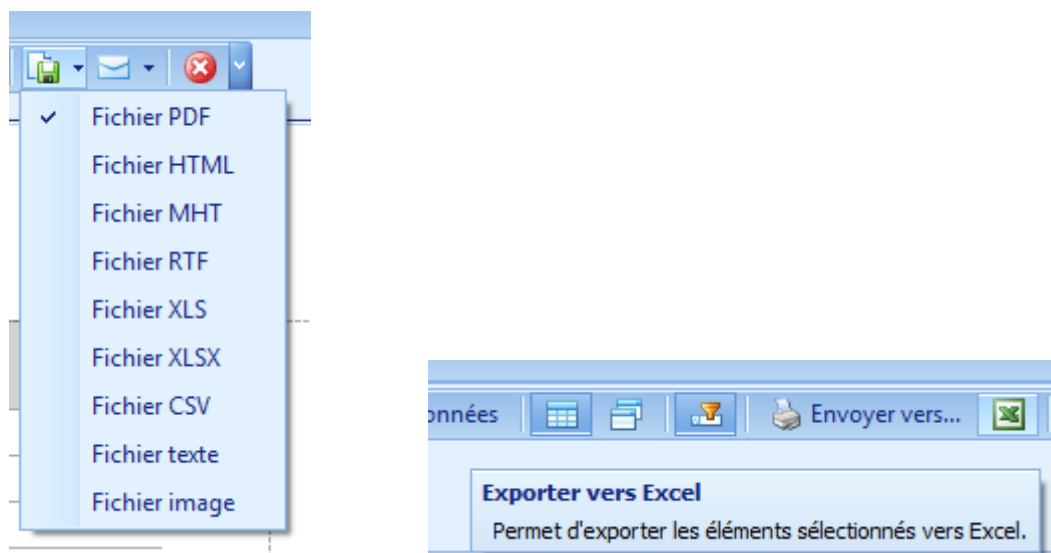 Fichier PDF
Fichier HTML
Fichier MHT
Fichier RTF
Fichier XLS
Fichier XLSX
Fichier CSV
Fichier texte
Fichier image
onnées
Envoyer vers...
Exporter vers Excel
Permet d'exporter les éléments sélectionnés vers Excel.